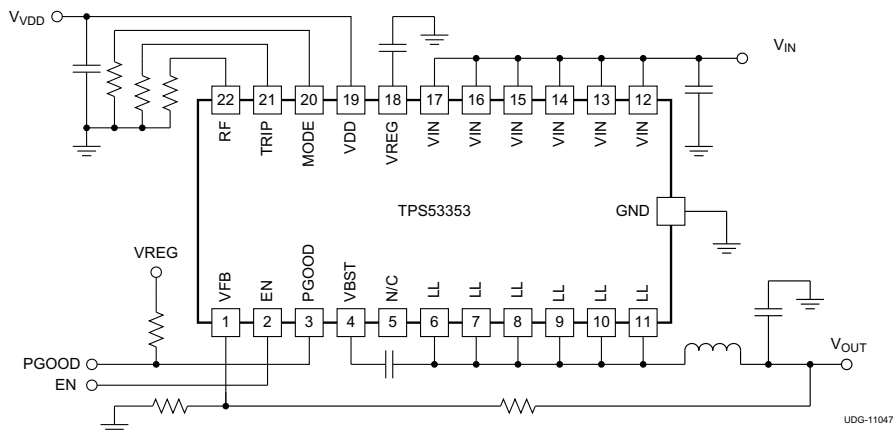 VVDD
VIN
22 21 20 19 18 17 16 15 14 13 12
RF TRIP MODE VDD VREG VIN VIN VIN VIN VIN VIN
TPS53353
GND
VREG
VFB EN PGOOD VBST N/C LL LL LL LL LL LL
1 2 3 4 5 6 7 8 9 10 11
VOUT
PGOOD
EN
UDG-11047